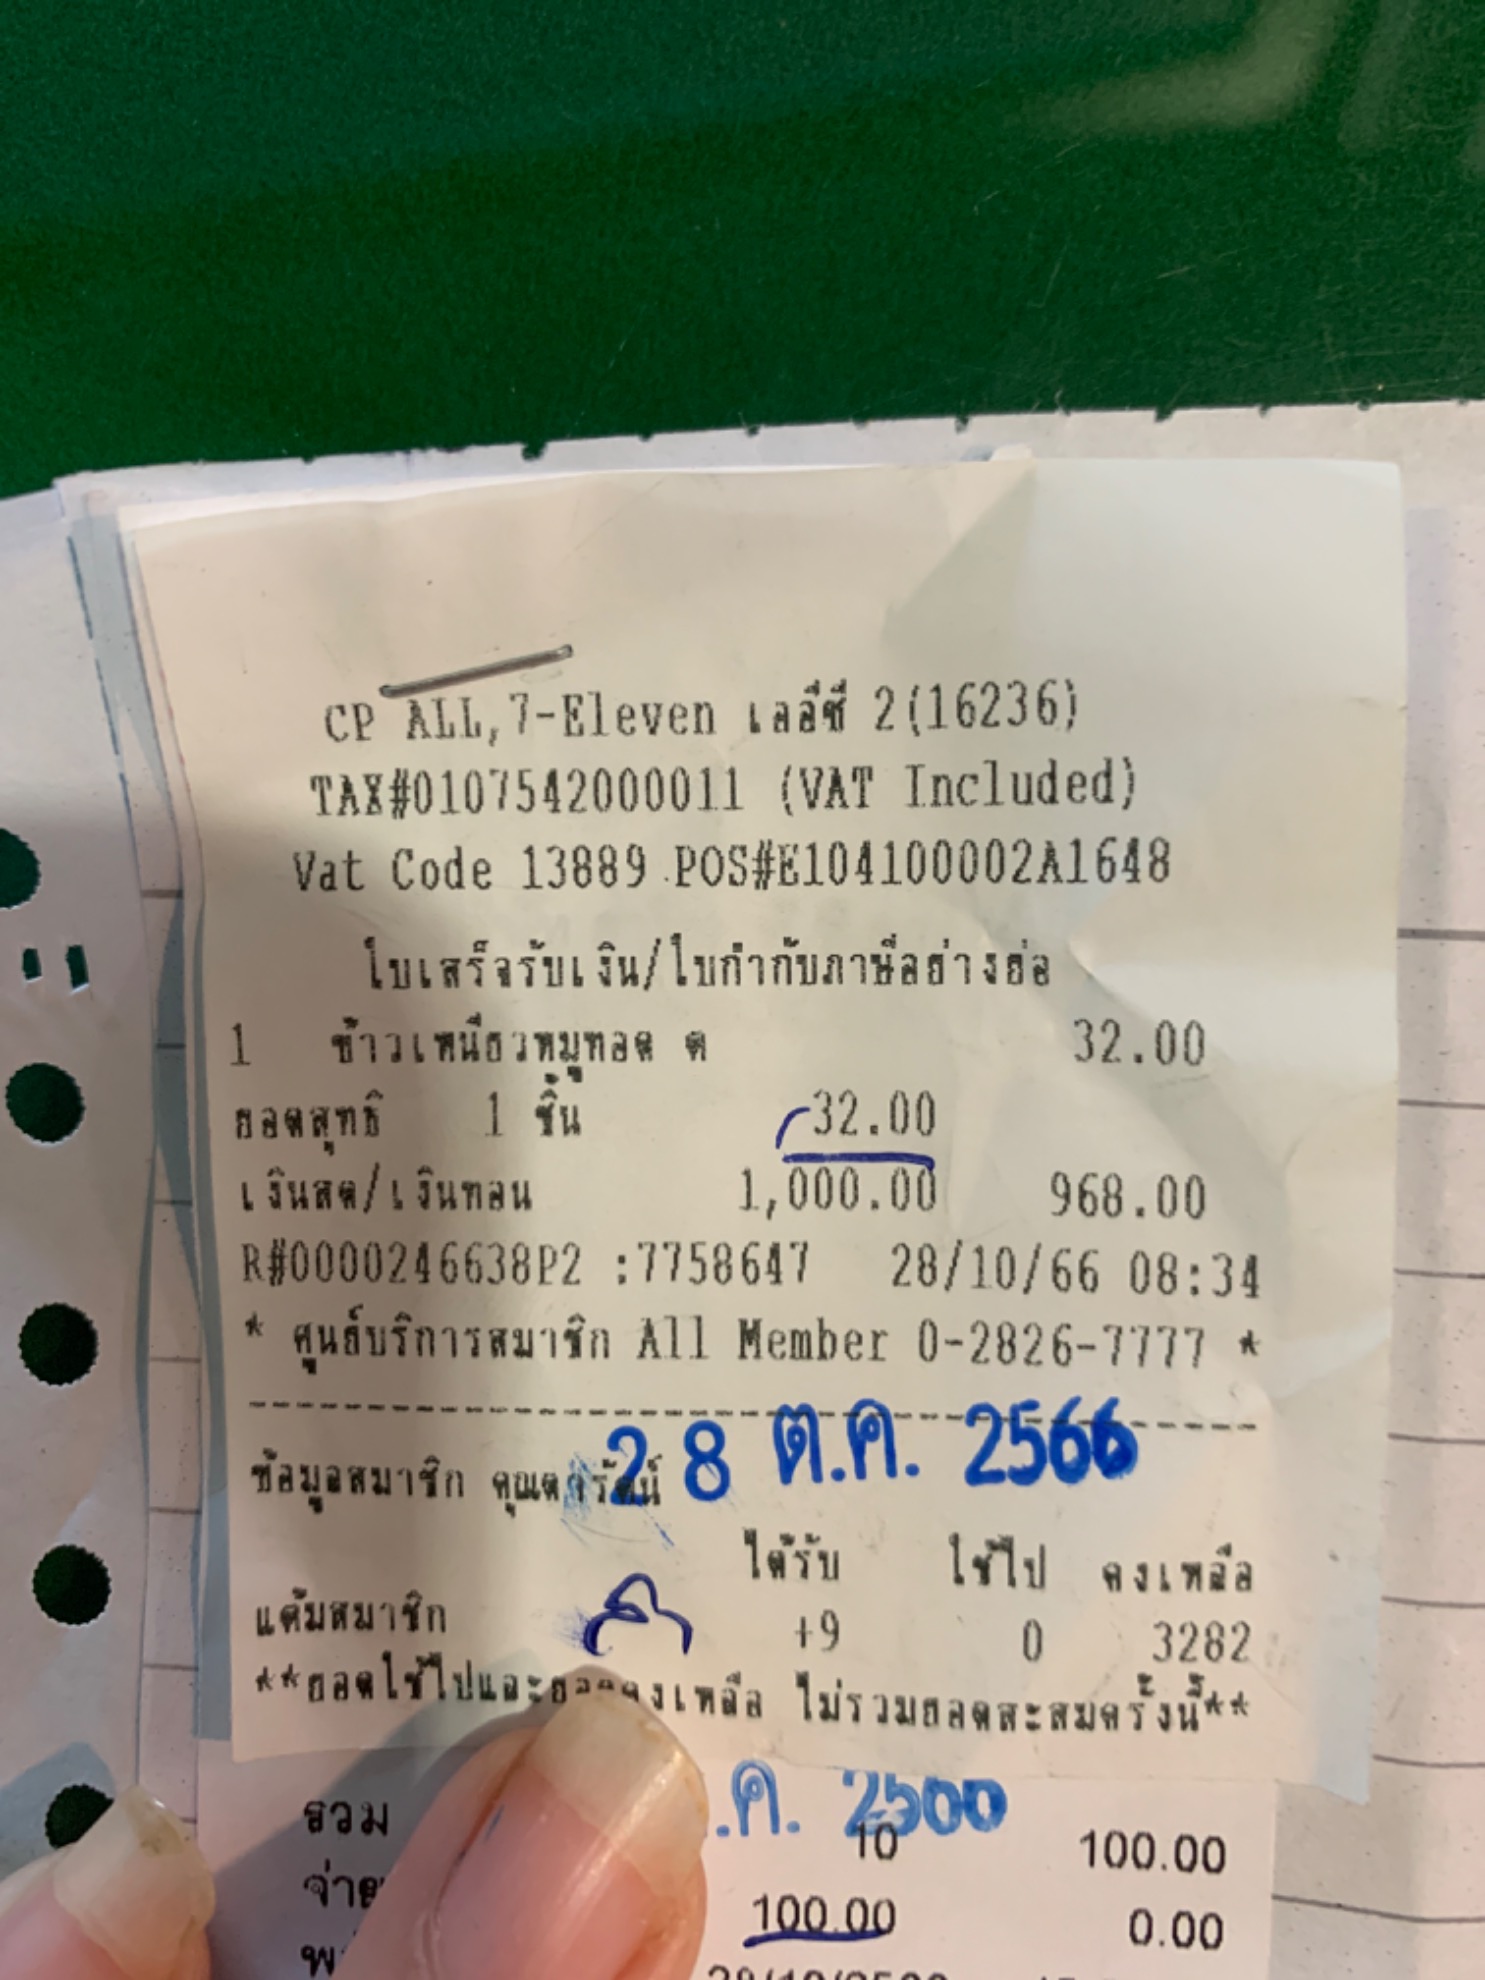 CP ALL,7-Eleven เลอีซี่ 2(16236)
TAX#0107542000011 (VAT Included)
Vat Code 13889 POS#E104100002A1648
ใบเสร็จรับเงิน/ใบกำกับภาษีอย่างย่อ
1 ข้าวเหนียวหมูทอด ด 32.00
ยอดสุทธิ 1 ชิ้น 32.00
เงินสด/เงินทอน 1,000.00 968.00
R#0000246638P2 :7758647 28/10/66 08:34
* ศูนย์บริการสมาชิก All Member 0-2826-7777 *
28 ต.ค. 2566
ข้อมูลสมาชิก
ได้รับ ใช้ไป คงเหลือ
แต้มสมาชิก +9 0 3282
**ยอดใช้ไปและยอดคงเหลือ ไม่รวมยอดสะสมครั้งนี้**
.ค.
รวม 10 100.00
100.00 0.00